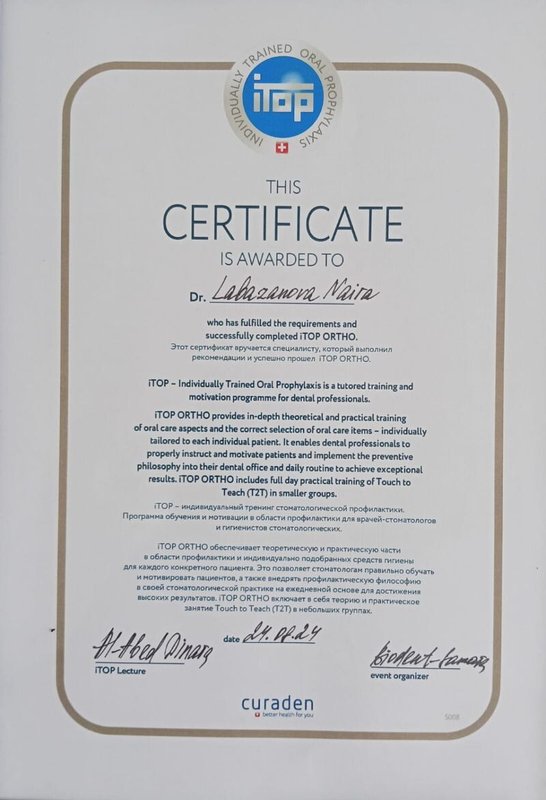 INDIVIDUALLY TRAINED ORAL PROPHYLAXIS
iTop
THIS
CERTIFICATE
IS AWARDED TO
Dr. Labazanova Naira
who has fulfilled the requirements and
successfully completed iTOP ORTHO.
Этот сертификат вручается специалисту, который выполнил
рекомендации и успешно прошел iTOP ORTHO.
iTOP – Individually Trained Oral Prophylaxis is a tutored training and
motivation programme for dental professionals.
iTOP ORTHO provides in-depth theoretical and practical training
of oral care aspects and the correct selection of oral care items – individually
tailored to each individual patient. It enables dental professionals to
properly instruct and motivate patients and implement the preventive
philosophy into their dental office and daily routine to achieve exceptional
results. iTOP ORTHO includes full day practical training of Touch to
Teach (T2T) in smaller groups.
iTOP – индивидуальный тренинг стоматологической профилактики.
Программа обучения и мотивации в области профилактики для врачей-стоматологов
и гигиенистов стоматологических.
iTOP ORTHO обеспечивает теоретическую и практическую части
в области профилактики и индивидуально подобранных средств гигиены
для каждого конкретного пациента. Это позволяет стоматологам правильно обучать
и мотивировать пациентов, а также внедрять профилактическую философию
в своей стоматологической практике на ежедневной основе для достижения
высоких результатов. iTOP ORTHO включает в себя теорию и практическое
занятие Touch to Teach (T2T) в небольших группах.
date 24.08.24
Al-Abed Dinara
iTOP Lecture
Biodent-Samara
event organizer
curaden
better health for you
5008